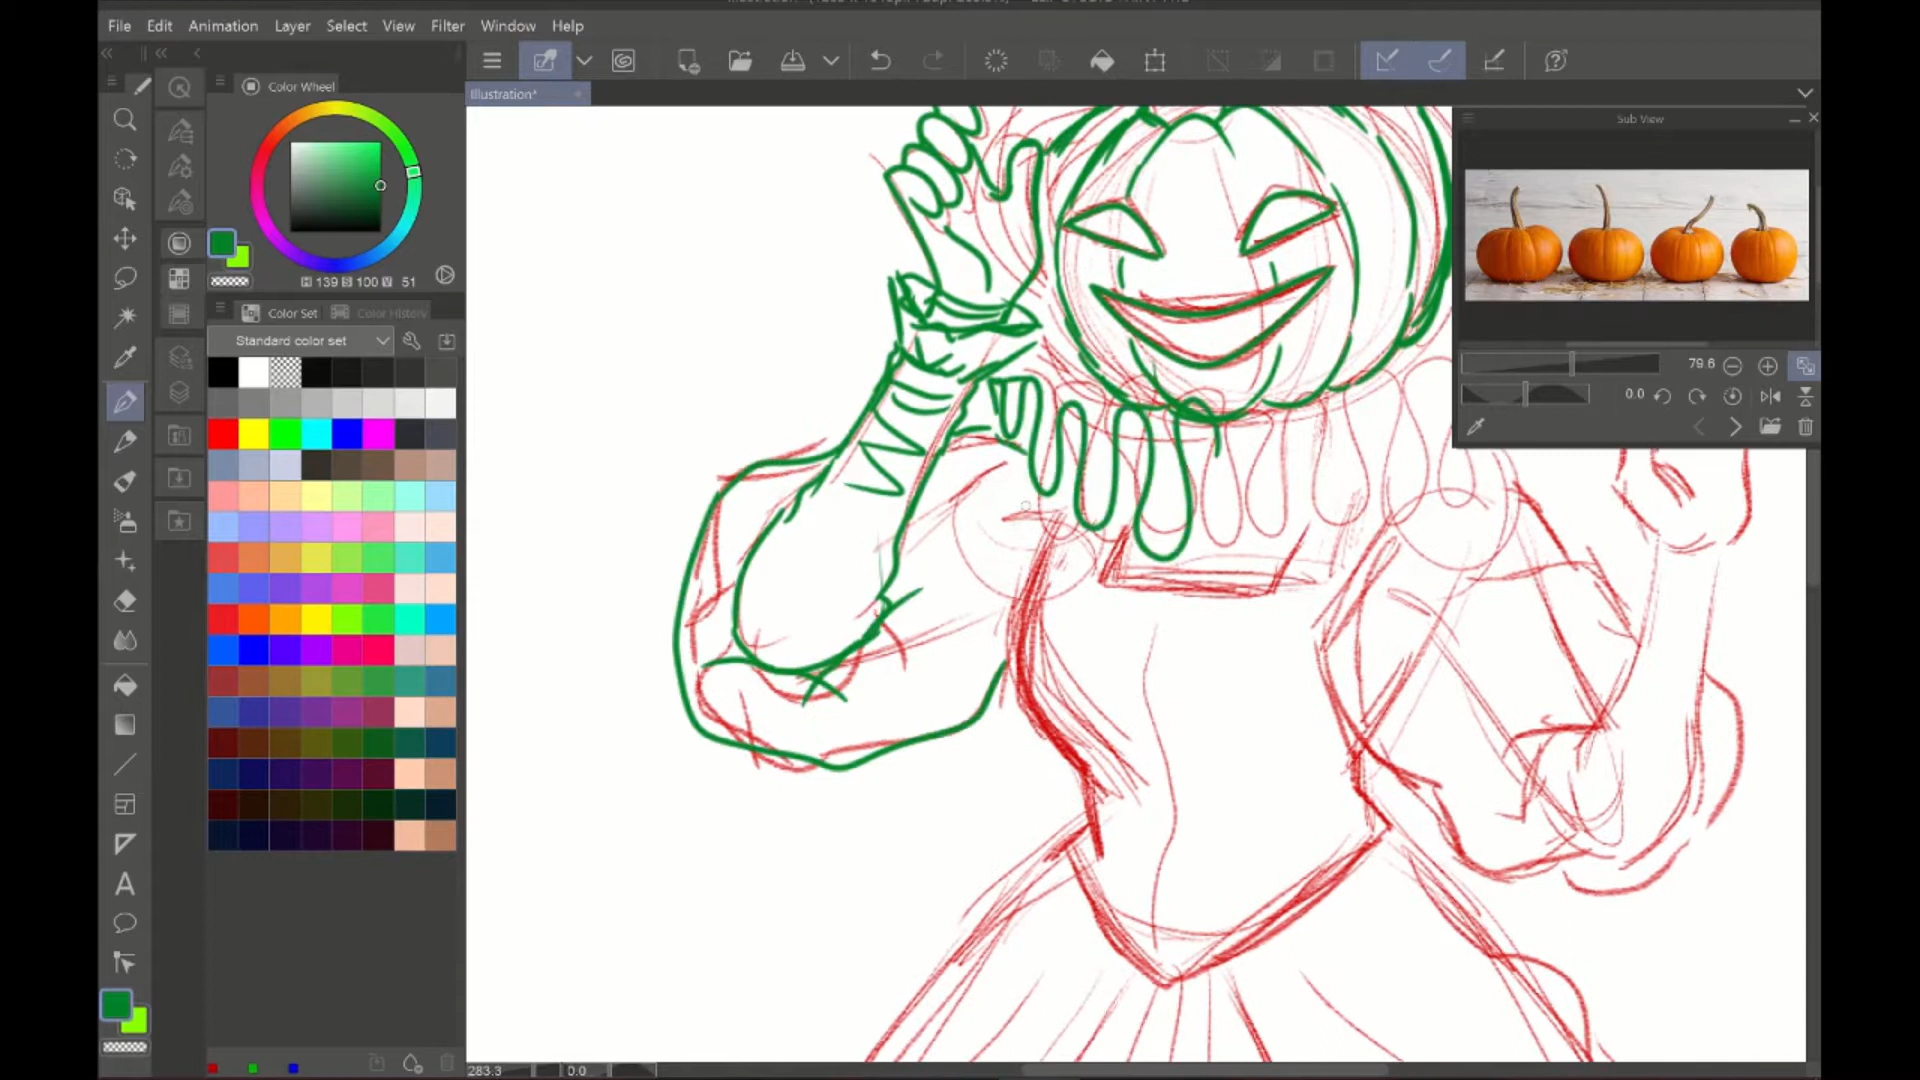 File Edit Animation Layer Select View Filter Window Help
Color Wheel
Illustration*
Sub View
H 139 S 100 V 51
Color Set Color History
Standard color set
79.6
0.0
A
283.3 0.0